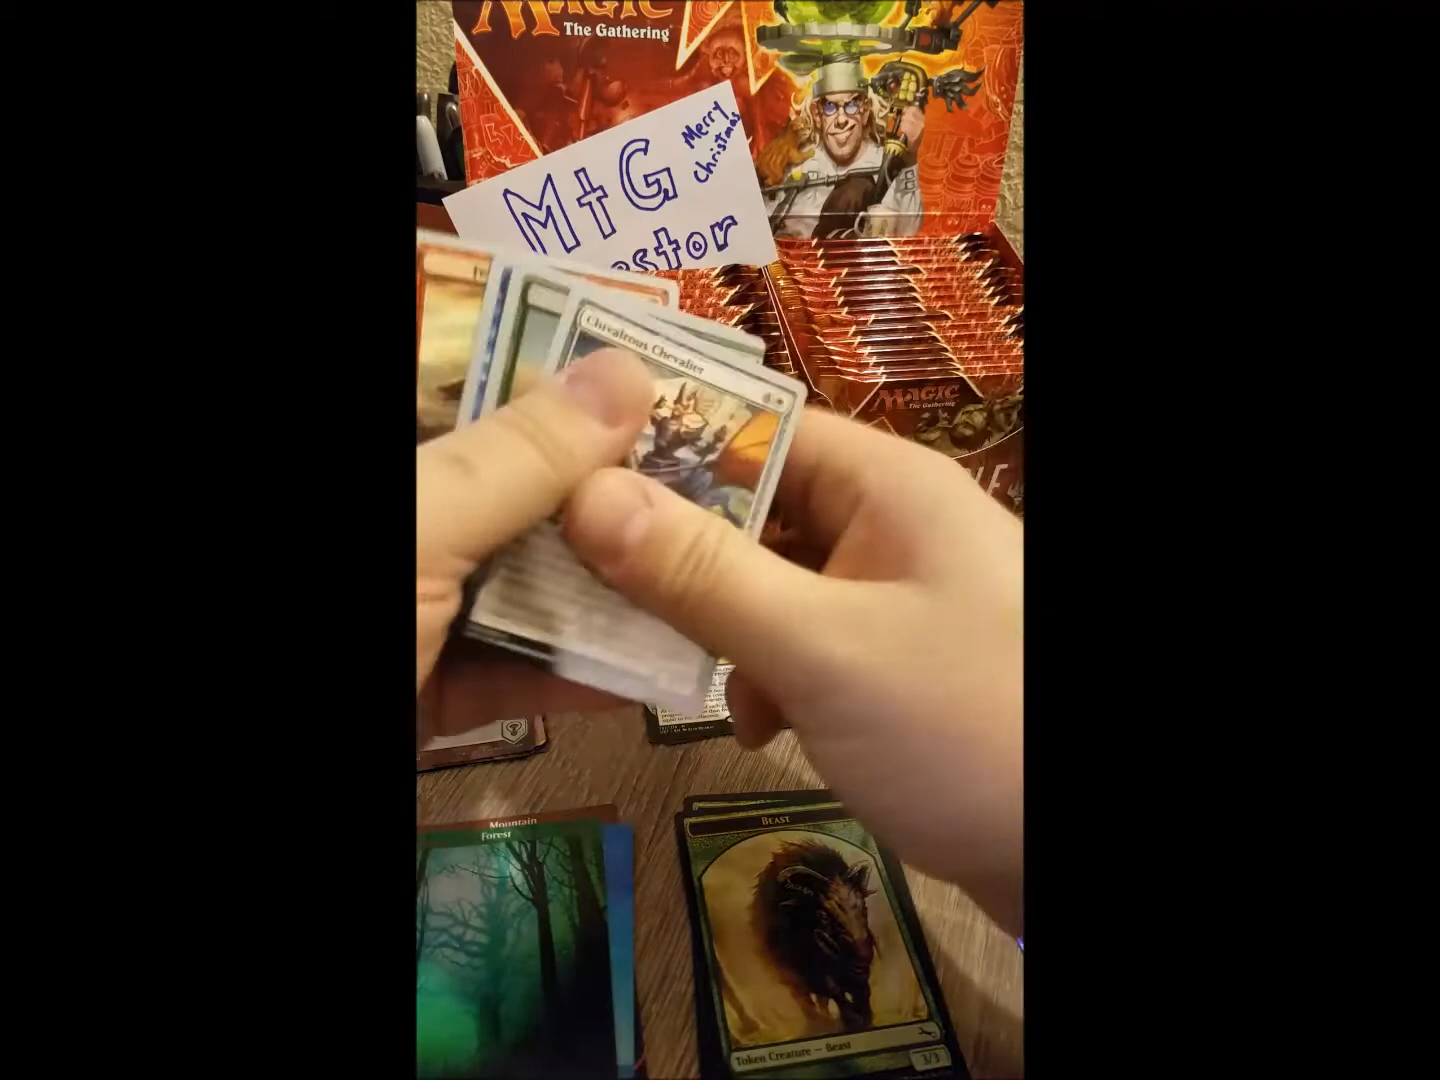 Magic
The Gathering
Merry
Christmas
MtG
estor
Chivalrous Chevalier
Magic
The Gathering
Mountain
Forest
Beast
Token Creature — Beast
3/3